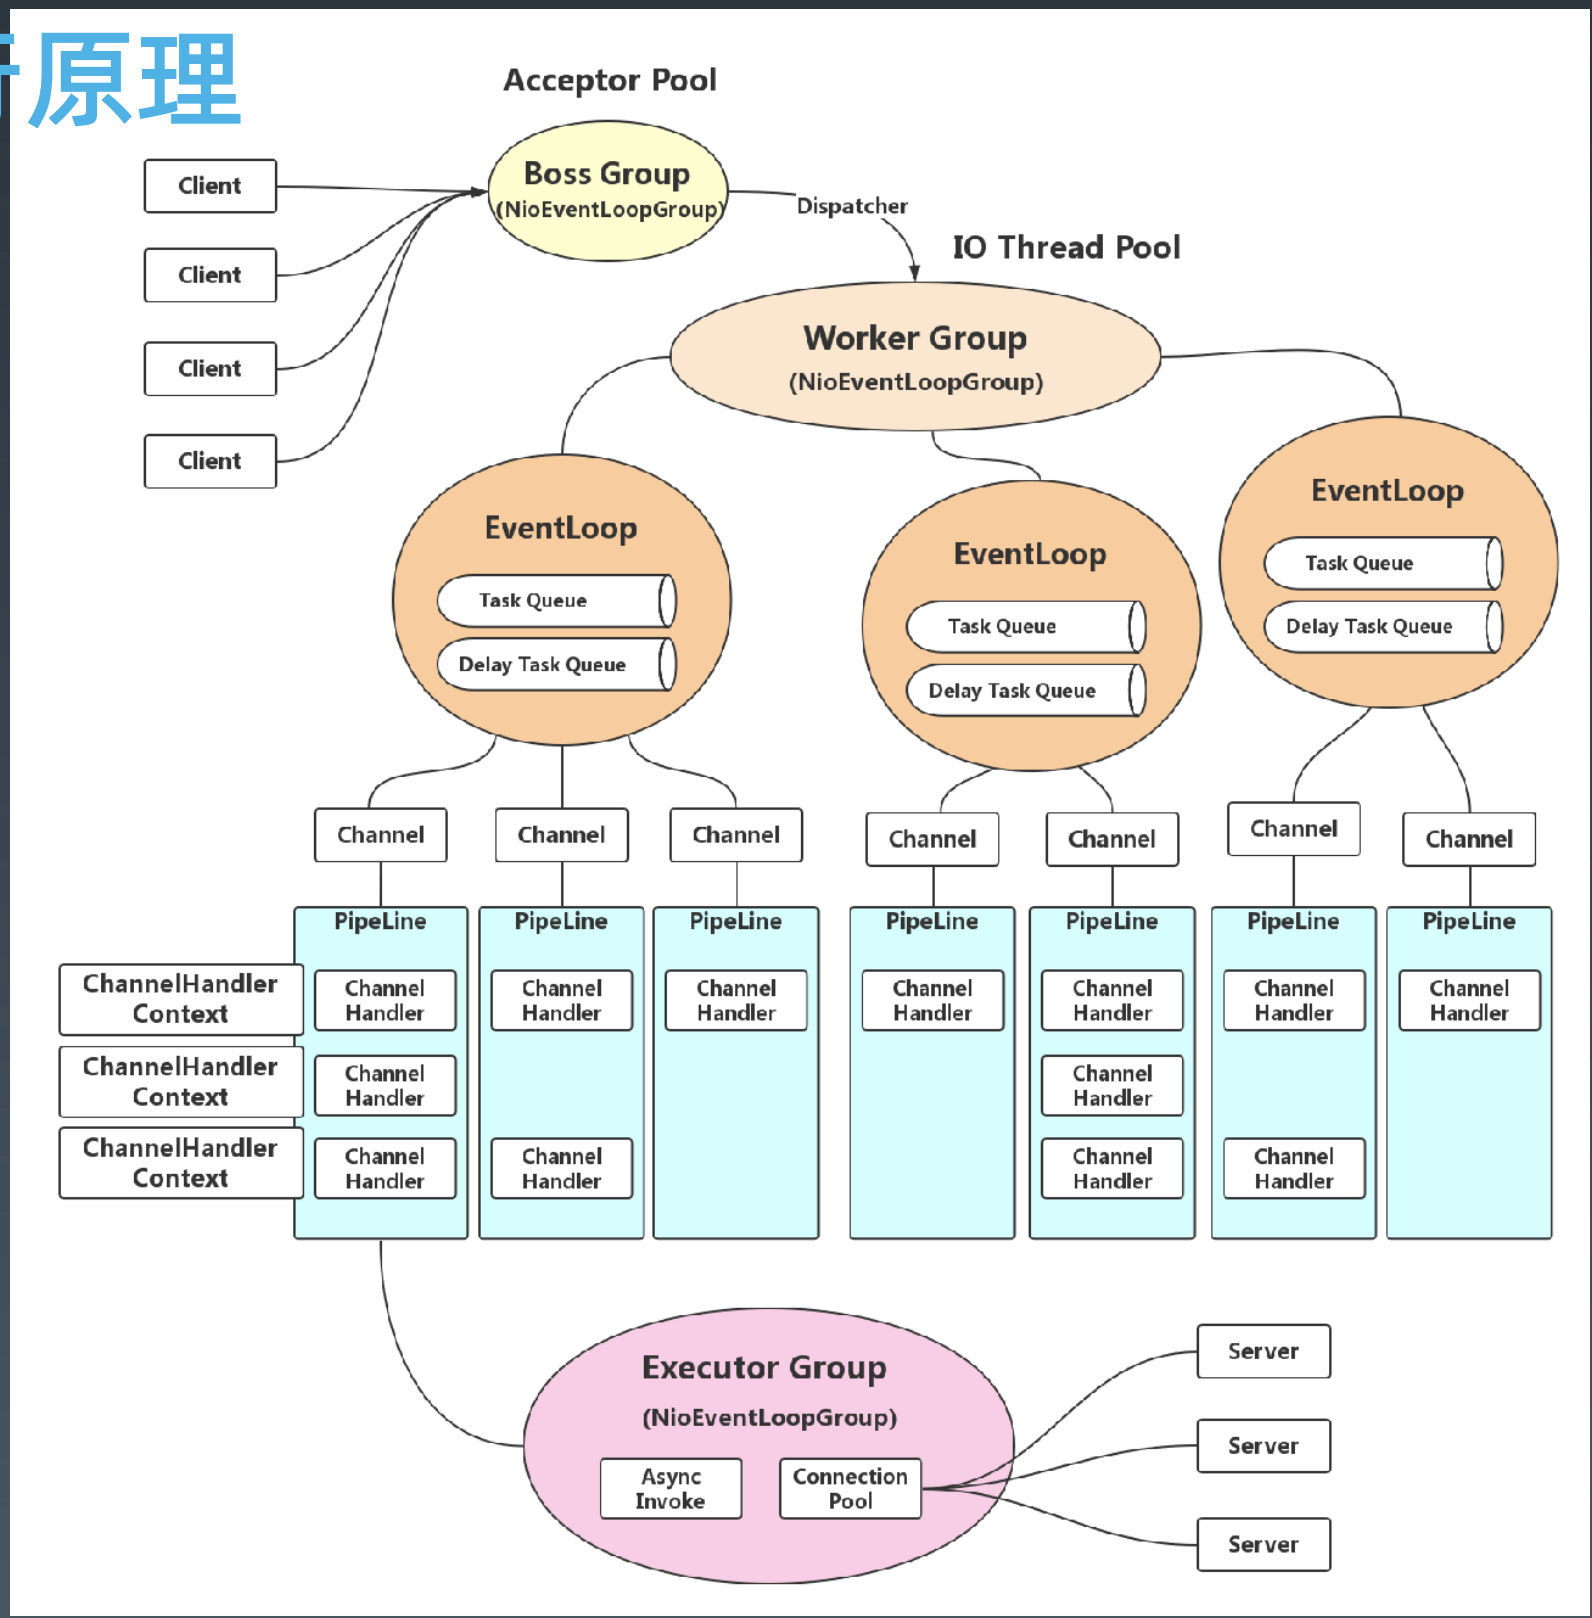 原理
Acceptor Pool
Client
Client
Client
Client
Boss Group
(NioEventLoopGroup)
Dispatcher
IO Thread Pool
Worker Group
(NioEventLoopGroup)
EventLoop
Task Queue
Delay Task Queue
EventLoop
Task Queue
Delay Task Queue
EventLoop
Task Queue
Delay Task Queue
Channel
Channel
Channel
Channel
Channel
Channel
Channel
PipeLine
PipeLine
PipeLine
PipeLine
PipeLine
PipeLine
PipeLine
ChannelHandler
Context
ChannelHandler
Context
ChannelHandler
Context
Channel
Handler
Channel
Handler
Channel
Handler
Channel
Handler
Channel
Handler
Channel
Handler
Channel
Handler
Channel
Handler
Channel
Handler
Channel
Handler
Channel
Handler
Channel
Handler
Channel
Handler
Executor Group
(NioEventLoopGroup)
Async
Invoke
Connection
Pool
Server
Server
Server